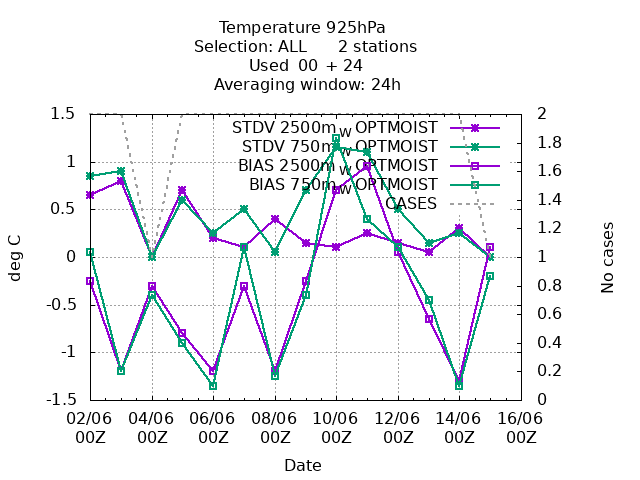 Temperature 925hPa
Selection: ALL 2 stations
Used 00 + 24
Averaging window: 24h
STDV 2500m_w OPTMOIST
STDV 750m_w OPTMOIST
BIAS 2500m_w OPTMOIST
BIAS 750m_w OPTMOIST
CASES
1.5
1
0.5
0
-0.5
-1
-1.5
deg C
2
1.8
1.6
1.4
1.2
1
0.8
0.6
0.4
0.2
0
No cases
02/06 04/06 06/06 08/06 10/06 12/06 14/06 16/06
00Z 00Z 00Z 00Z 00Z 00Z 00Z 00Z
Date